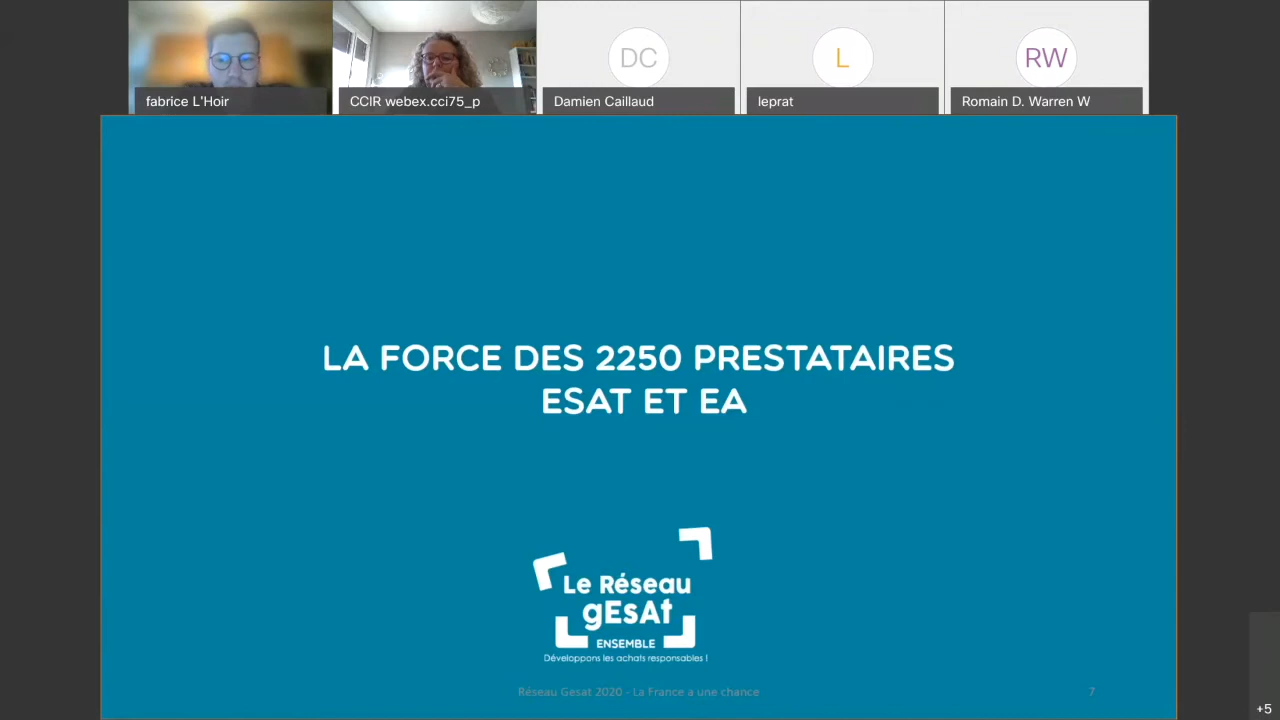 fabrice L'Hoir
CCIR webex.cci75_p
DC
Damien Caillaud
L
leprat
RW
Romain D. Warren W
LA FORCE DES 2250 PRESTATAIRES
ESAT ET EA
Le Réseau
gEsAt
ENSEMBLE
Développons les achats responsables !
Réseau Gesat 2020 - La France a une chance
7
+5